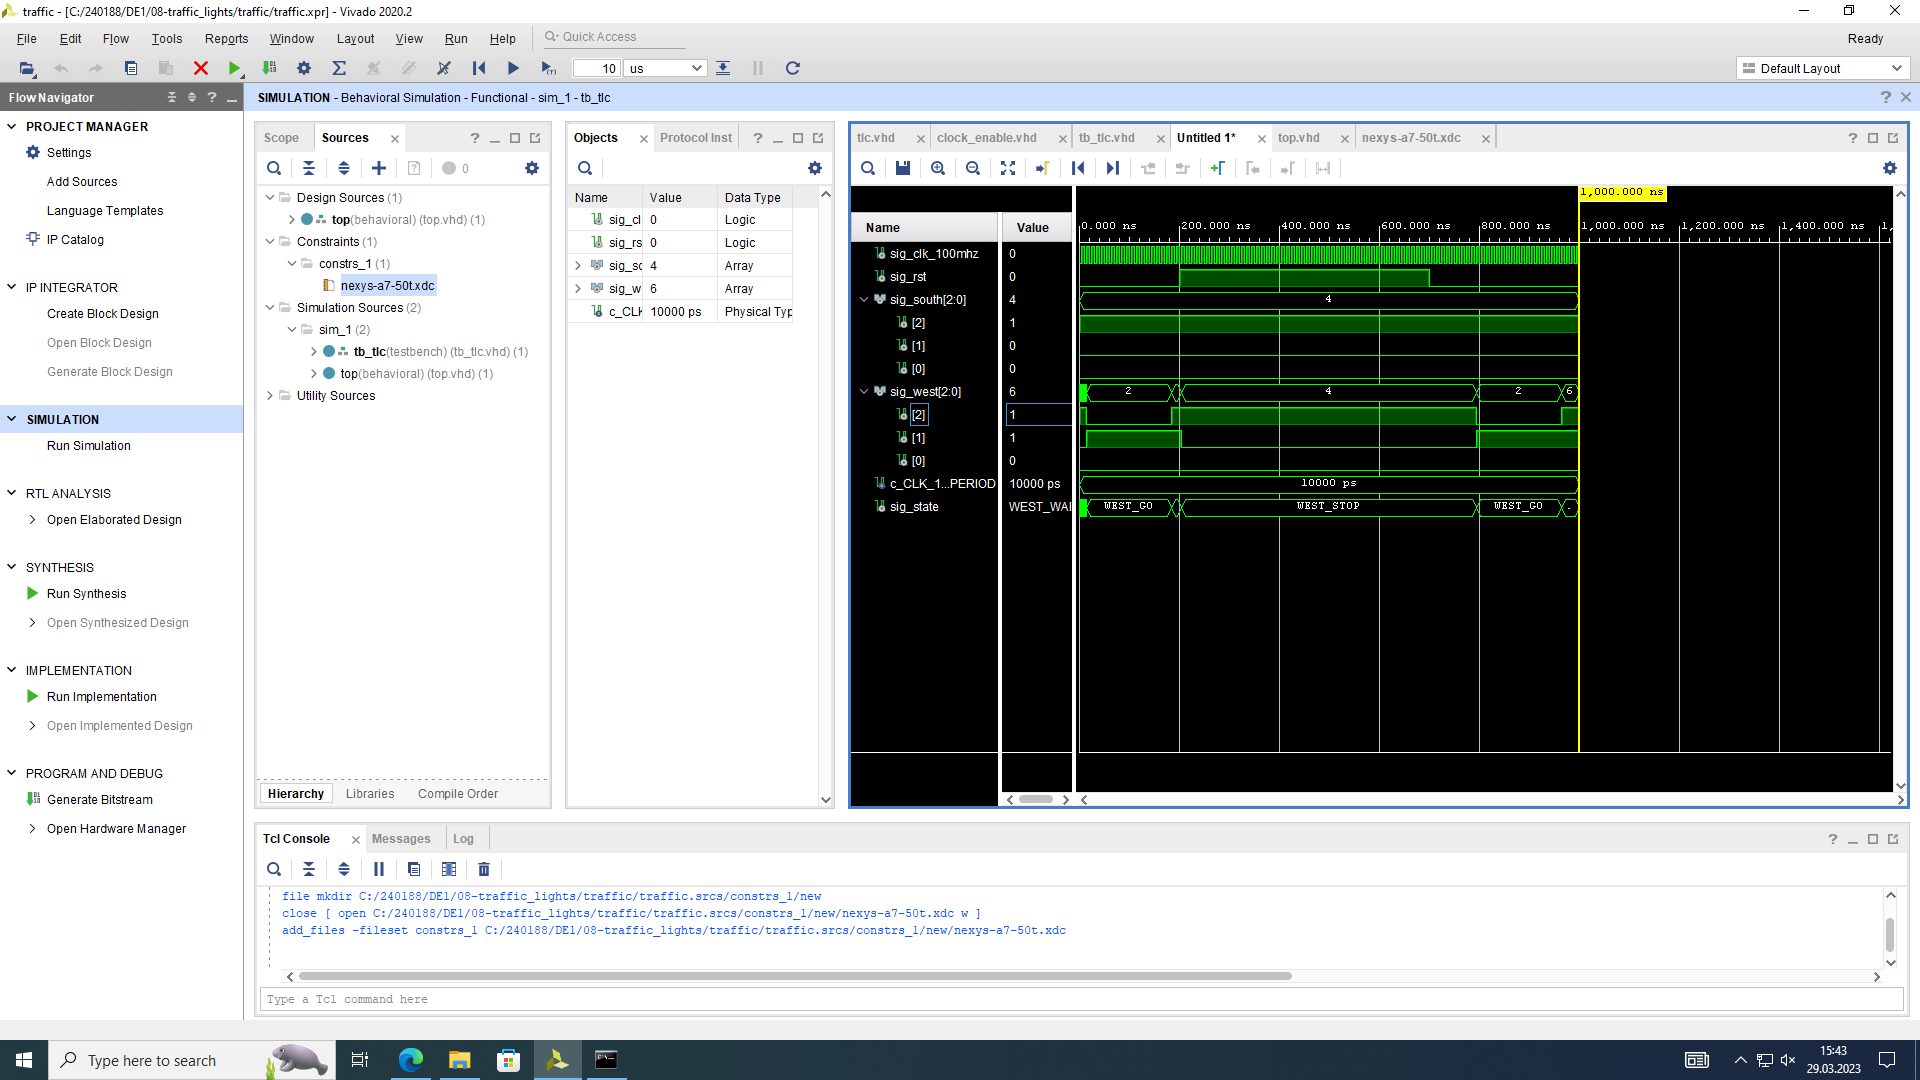 traffic - [C:/240188/DE1/08-traffic_lights/traffic/traffic.xpr] - Vivado 2020.2
File Edit Flow Tools Reports Window Layout View Run Help Quick Access Ready
10 us Default Layout
Flow Navigator
SIMULATION - Behavioral Simulation - Functional - sim_1 - tb_tlc
PROJECT MANAGER
Settings
Add Sources
Language Templates
IP Catalog
IP INTEGRATOR
Create Block Design
Open Block Design
Generate Block Design
SIMULATION
Run Simulation
RTL ANALYSIS
Open Elaborated Design
SYNTHESIS
Run Synthesis
Open Synthesized Design
IMPLEMENTATION
Run Implementation
Open Implemented Design
PROGRAM AND DEBUG
Generate Bitstream
Open Hardware Manager
Scope Sources
0
Design Sources (1)
top(behavioral) (top.vhd) (1)
Constraints (1)
constrs_1 (1)
nexys-a7-50t.xdc
Simulation Sources (2)
sim_1 (2)
tb_tlc(testbench) (tb_tlc.vhd) (1)
top(behavioral) (top.vhd) (1)
Utility Sources
Hierarchy Libraries Compile Order
Objects Protocol Inst
Name Value Data Type
sig_cl 0 Logic
sig_rs 0 Logic
sig_so 4 Array
sig_w 6 Array
c_CLK 10000 ps Physical Typ
tlc.vhd clock_enable.vhd tb_tlc.vhd Untitled 1* top.vhd nexys-a7-50t.xdc
1,000.000 ns
Name Value
0.000 ns 200.000 ns 400.000 ns 600.000 ns 800.000 ns 1,000.000 ns 1,200.000 ns 1,400.000 ns 1,
sig_clk_100mhz 0
sig_rst 0
sig_south[2:0] 4 4
[2] 1
[1] 0
[0] 0
sig_west[2:0] 6 2 4 2 6
[2] 1
[1] 1
[0] 0
c_CLK_1...PERIOD 10000 ps 10000 ps
sig_state WEST_WAI WEST_GO WEST_STOP WEST_GO .
Tcl Console Messages Log
file mkdir C:/240188/DE1/08-traffic_lights/traffic/traffic.srcs/constrs_1/new
close [ open C:/240188/DE1/08-traffic_lights/traffic/traffic.srcs/constrs_1/new/nexys-a7-50t.xdc w ]
add_files -fileset constrs_1 C:/240188/DE1/08-traffic_lights/traffic/traffic.srcs/constrs_1/new/nexys-a7-50t.xdc
Type a Tcl command here
Type here to search
15:43
29.03.2023